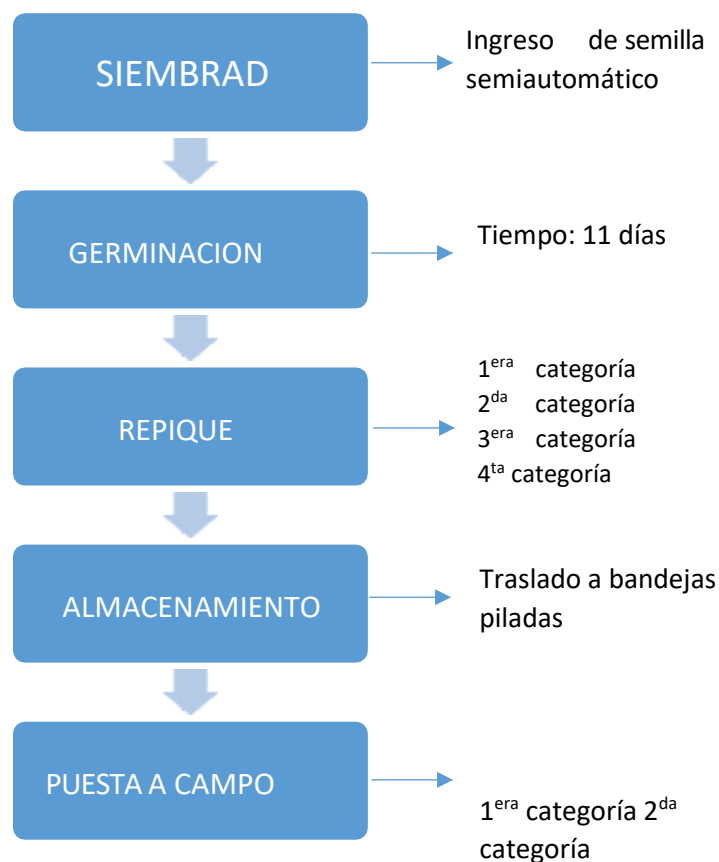 SIEMBRAD
Ingreso de semilla
semiautomático
GERMINACION
Tiempo: 11 días
REPIQUE
1era categoría
2da categoría
3era categoría
4ta categoría
ALMACENAMIENTO
Traslado a bandejas
piladas
PUESTA A CAMPO
1era categoría 2da
categoría